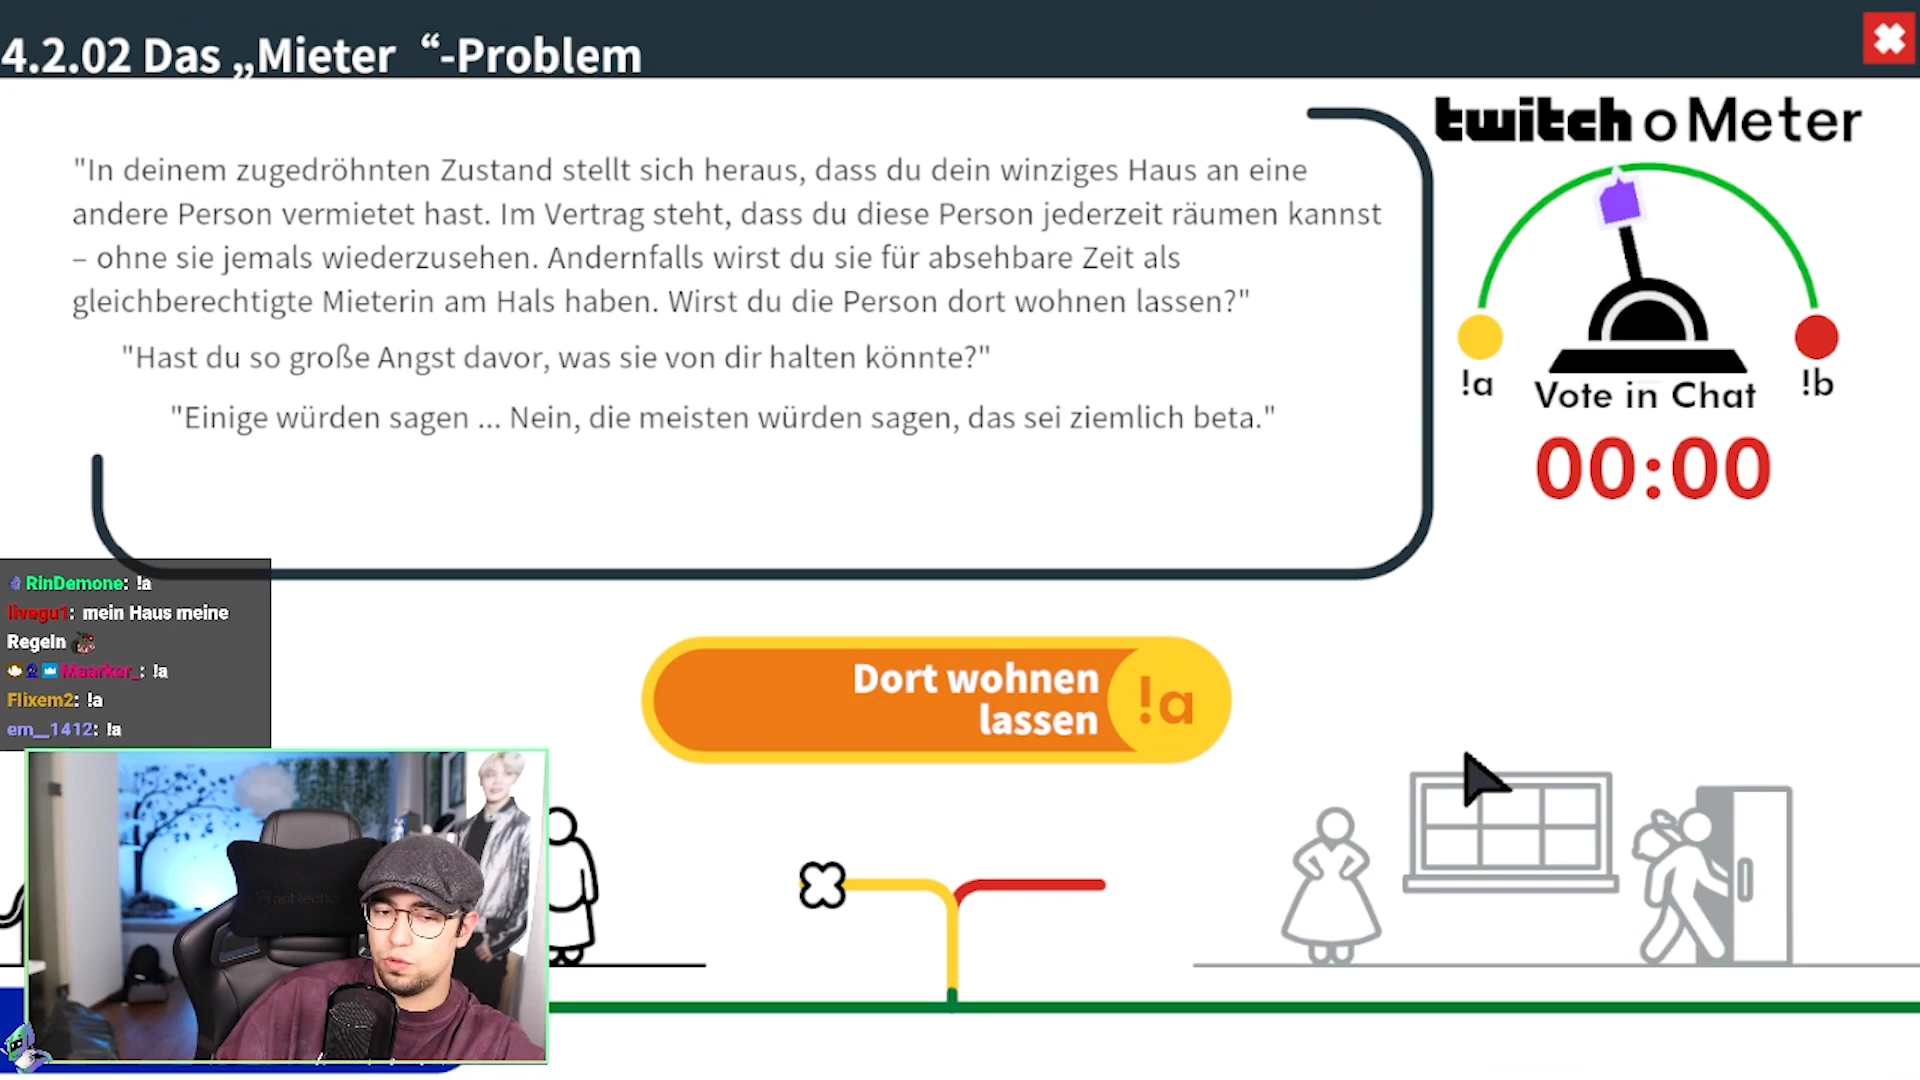 4.2.02 Das „Mieter “-Problem
twitch o Meter
"In deinem zugedröhnten Zustand stellt sich heraus, dass du dein winziges Haus an eine
andere Person vermietet hast. Im Vertrag steht, dass du diese Person jederzeit räumen kannst
– ohne sie jemals wiederzusehen. Andernfalls wirst du sie für absehbare Zeit als
gleichberechtigte Mieterin am Hals haben. Wirst du die Person dort wohnen lassen?"
"Hast du so große Angst davor, was sie von dir halten könnte?"
"Einige würden sagen ... Nein, die meisten würden sagen, das sei ziemlich beta."
!a
Vote in Chat
!b
00:00
RinDemone: !a
livegu1: mein Haus meine
Regeln
Maarker_: !a
Flixem2: !a
em__1412: !a
Dort wohnen
lassen
!a